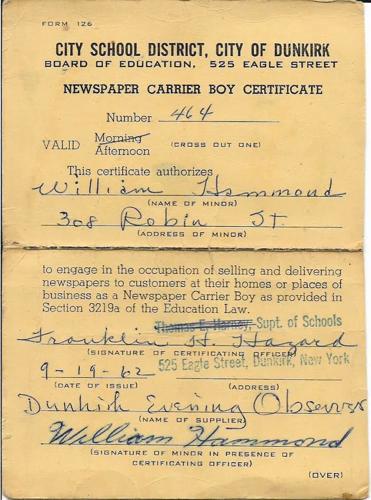 FORM 126
CITY SCHOOL DISTRICT, CITY OF DUNKIRK
BOARD OF EDUCATION, 525 EAGLE STREET
NEWSPAPER CARRIER BOY CERTIFICATE
Number 464
VALID Morning Afternoon (CROSS OUT ONE)
This certificate authorizes
William Hammond
(NAME OF MINOR)
308 Robin St.
(ADDRESS OF MINOR)
to engage in the occupation of selling and delivering
newspapers to customers at their homes or places of
business as a Newspaper Carrier Boy as provided in
Section 3219a of the Education Law.
Thomas E. Supt. of Schools
Franklin H. Hazard
(SIGNATURE OF CERTIFICATING OFFICER)
525 Eagle Street, Dunkirk, New York
9-19-62
(DATE OF ISSUE) (ADDRESS)
Dunkirk Evening Observer
(NAME OF SUPPLIER)
William Hammond
(SIGNATURE OF MINOR IN PRESENCE OF
CERTIFICATING OFFICER)
(OVER)